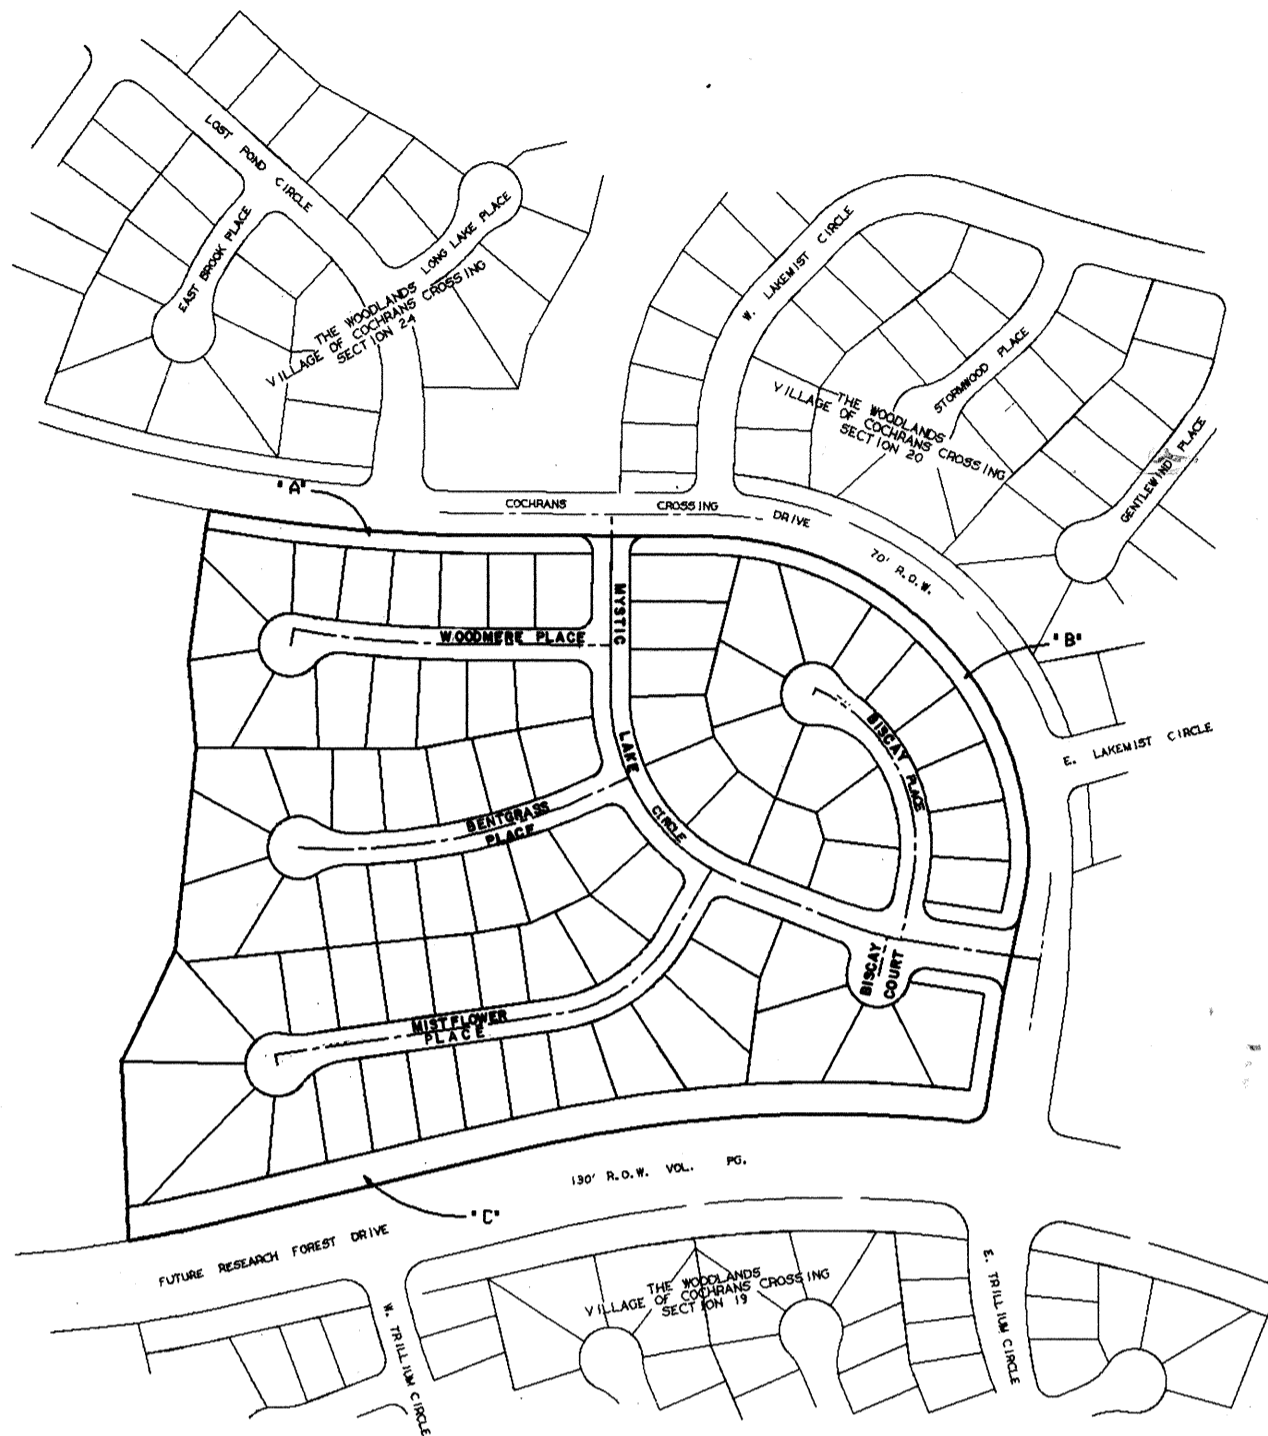 LOST POND CIRCLE
EAST BROOK PLACE
LONG LAKE PLACE
THE WOODLANDS
VILLAGE OF COCHRANS CROSSING
SECTION 24
W. LAKEMIST CIRCLE
STORMWOOD PLACE
THE WOODLANDS
VILLAGE OF COCHRANS CROSSING
SECTION 20
GENTLEWIND PLACE
"A"
COCHRANS CROSSING DRIVE
70' R.O.W.
MYSTIC LAKE CIRCLE
WOODMERE PLACE
"B"
BISCAY PLACE
E. LAKEMIST CIRCLE
BENTGRASS
PLACE
BISCAY
COURT
MISTFLOWER
PLACE
130' R.O.W. VOL. PG.
"C"
FUTURE RESEARCH FOREST DRIVE
THE WOODLANDS
VILLAGE OF COCHRANS CROSSING
SECTION 19
W. TRILLIUM CIRCLE
E. TRILLIUM CIRCLE